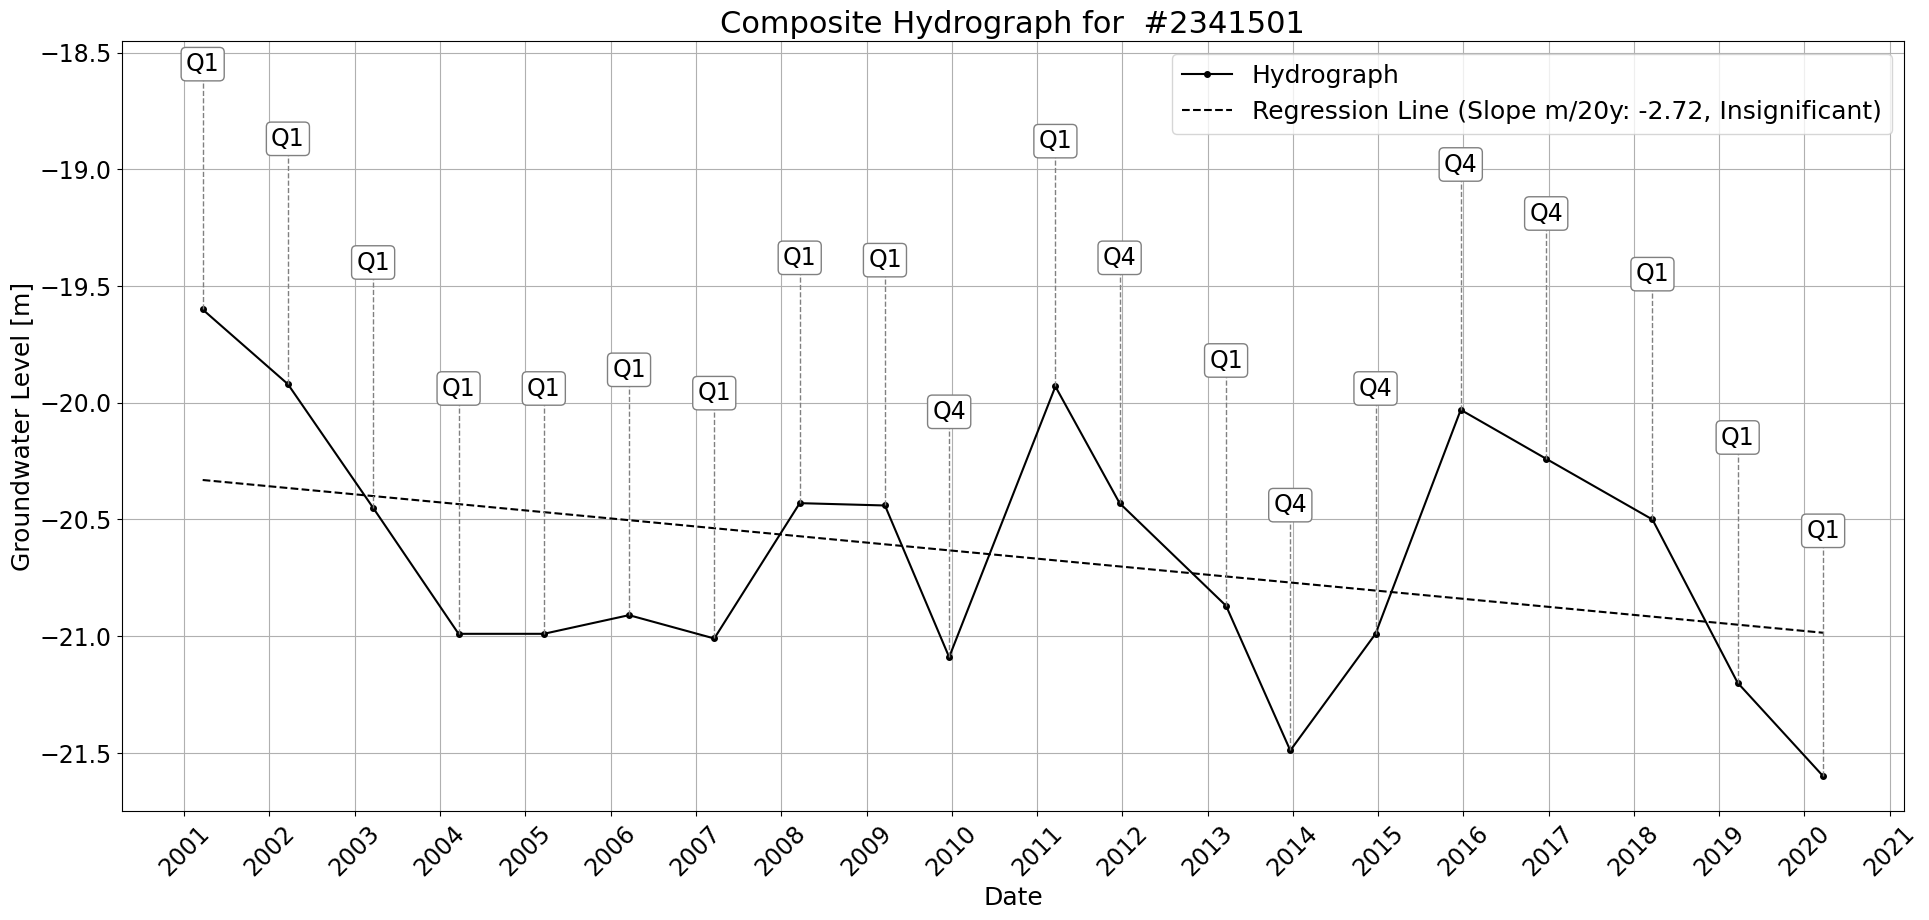 Composite Hydrograph for  #2341501
Hydrograph
Regression Line (Slope m/20y: -2.72, Insignificant)
Groundwater Level [m]
−18.5
−19.0
−19.5
−20.0
−20.5
−21.0
−21.5
Q1
Q1
Q1
Q1
Q1
Q1
Q1
Q1
Q1
Q4
Q1
Q4
Q1
Q4
Q4
Q4
Q4
Q1
Q1
Q1
2001
2002
2003
2004
2005
2006
2007
2008
2009
2010
2011
2012
2013
2014
2015
2016
2017
2018
2019
2020
2021
Date